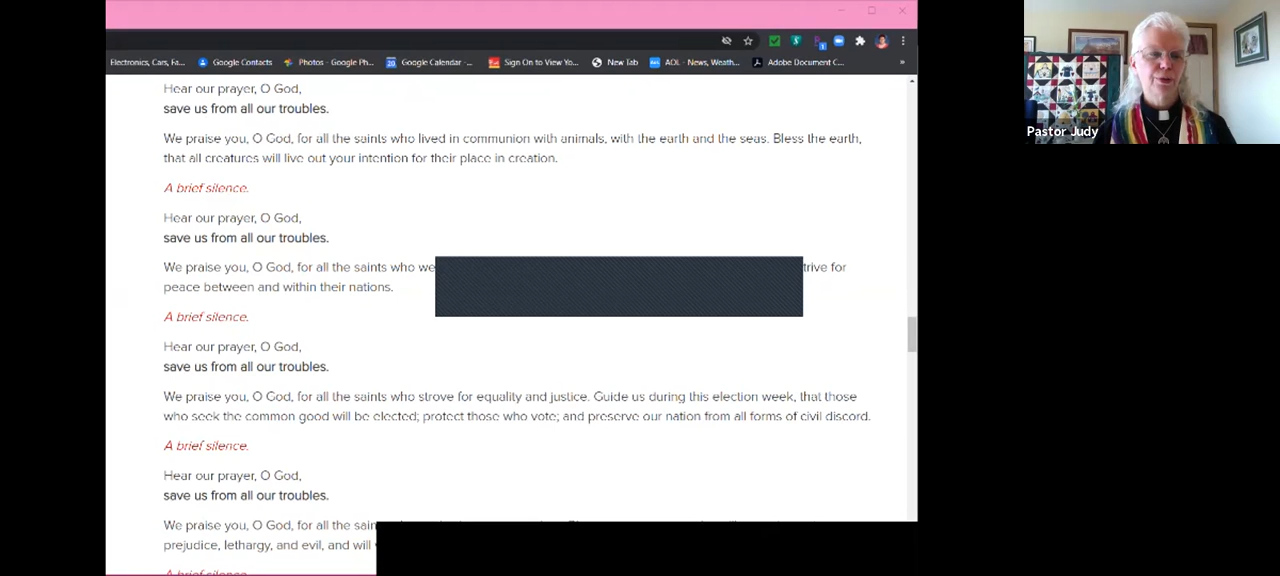 Electronics, Cars, Fa...
Google Contacts
Photos - Google Ph...
Google Calendar -...
Sign On to View Yo...
New Tab
AOL - News, Weath...
Adobe Document C...
Hear our prayer, O God,
save us from all our troubles.
We praise you, O God, for all the saints who lived in communion with animals, with the earth and the seas. Bless the earth,
that all creatures will live out your intention for their place in creation.
A brief silence.
Hear our prayer, O God,
save us from all our troubles.
We praise you, O God, for all the saints who we
trive for
peace between and within their nations.
A brief silence.
Hear our prayer, O God,
save us from all our troubles.
We praise you, O God, for all the saints who strove for equality and justice. Guide us during this election week, that those
who seek the common good will be elected; protect those who vote; and preserve our nation from all forms of civil discord.
A brief silence.
Hear our prayer, O God,
save us from all our troubles.
We praise you, O God, for all the sain
prejudice, lethargy, and evil, and will
A brief silence.
Pastor Judy